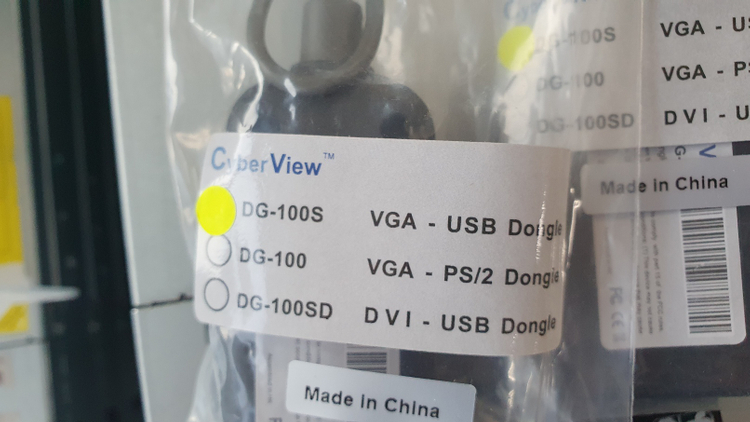 CyberView™
DG-100S VGA - USB Dongle
DG-100 VGA - PS/2 Dongle
DG-100SD DVI - USB Dongle
Made in China
DG-100S VGA - US
DG-100 VGA - PS
DG-100SD DVI - U
Made in China